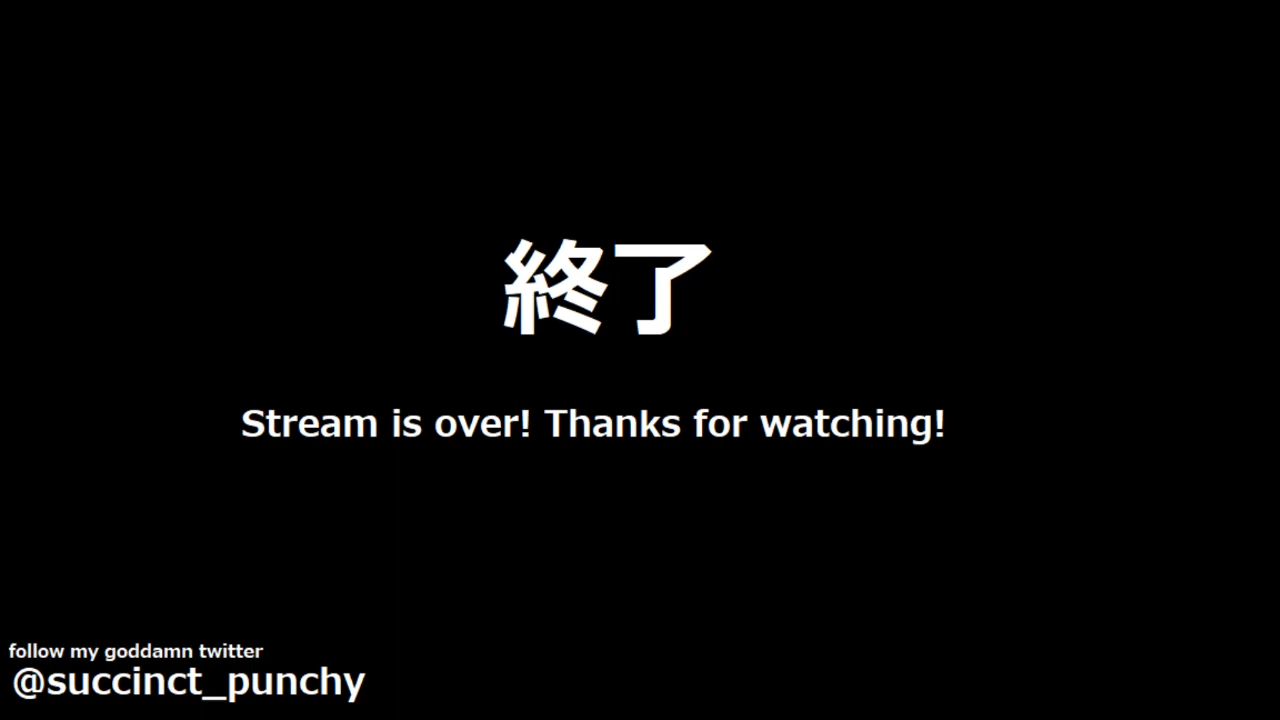 終了
Stream is over! Thanks for watching!
follow my goddamn twitter
@succinct_punchy